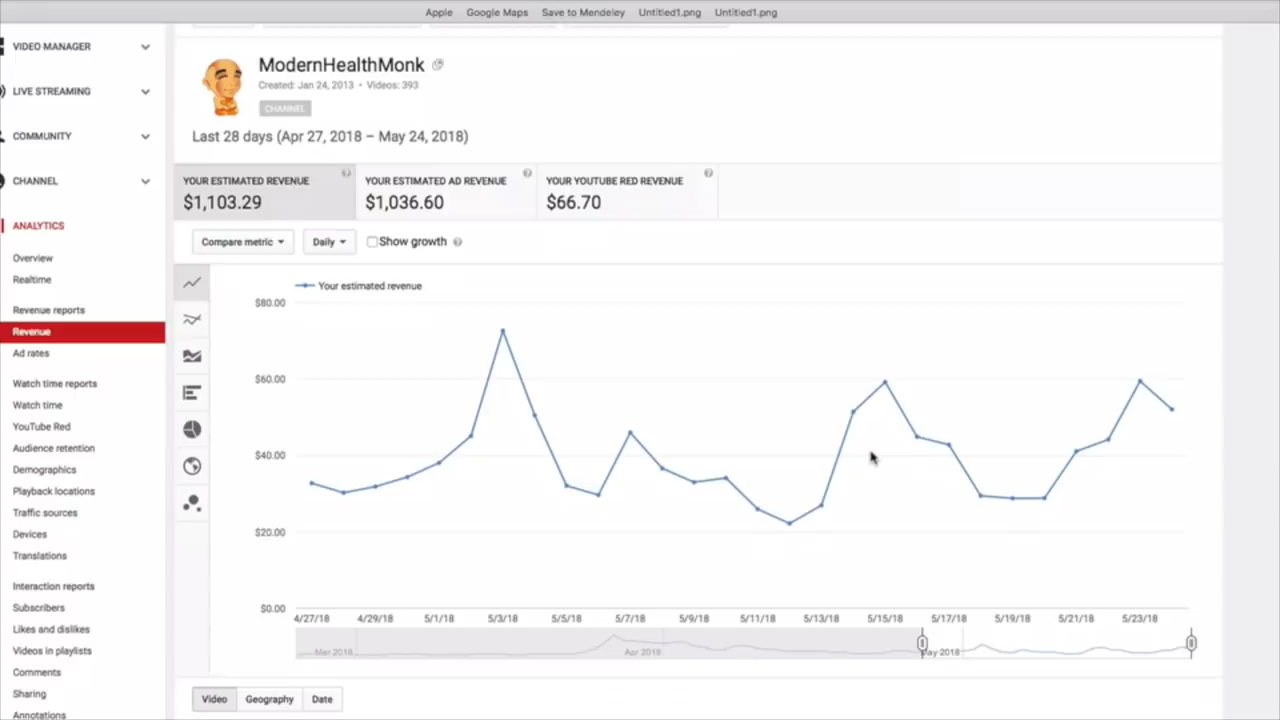 Apple Google Maps Save to Mendeley Untitled1.png Untitled1.png
VIDEO MANAGER
LIVE STREAMING
COMMUNITY
CHANNEL
ANALYTICS
Overview
Realtime
Revenue reports
Revenue
Ad rates
Watch time reports
Watch time
YouTube Red
Audience retention
Demographics
Playback locations
Traffic sources
Devices
Translations
Interaction reports
Subscribers
Likes and dislikes
Videos in playlists
Comments
Sharing
Annotations
ModernHealthMonk
Created: Jan 24, 2013 • Videos: 393
CHANNEL
Last 28 days (Apr 27, 2018 – May 24, 2018)
YOUR ESTIMATED REVENUE ?
$1,103.29
YOUR ESTIMATED AD REVENUE ?
$1,036.60
YOUR YOUTUBE RED REVENUE ?
$66.70
Compare metric Daily Show growth ?
Your estimated revenue
$80.00
$60.00
$40.00
$20.00
$0.00
4/27/18 4/29/18 5/1/18 5/3/18 5/5/18 5/7/18 5/9/18 5/11/18 5/13/18 5/15/18 5/17/18 5/19/18 5/21/18 5/23/18
Mar 2018 Apr 2018 May 2018
Video Geography Date